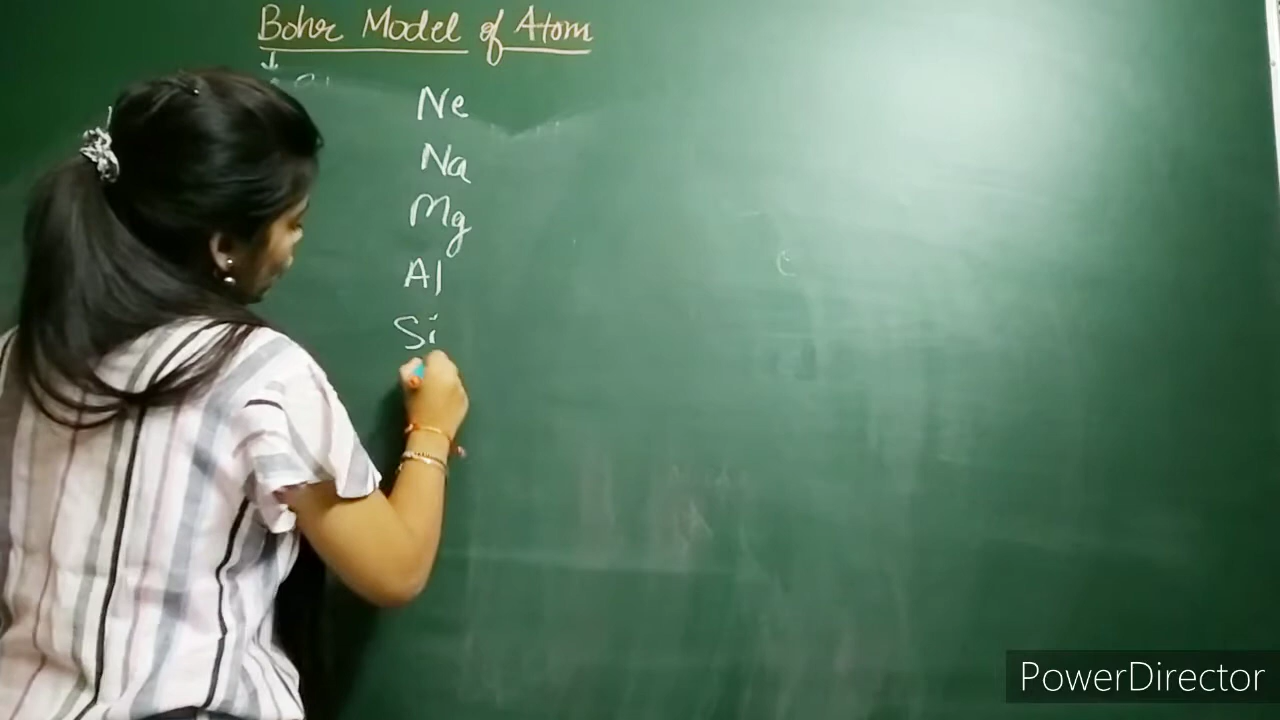 Bohr Model of Atom
Ne
Na
Mg
Al
Si
PowerDirector